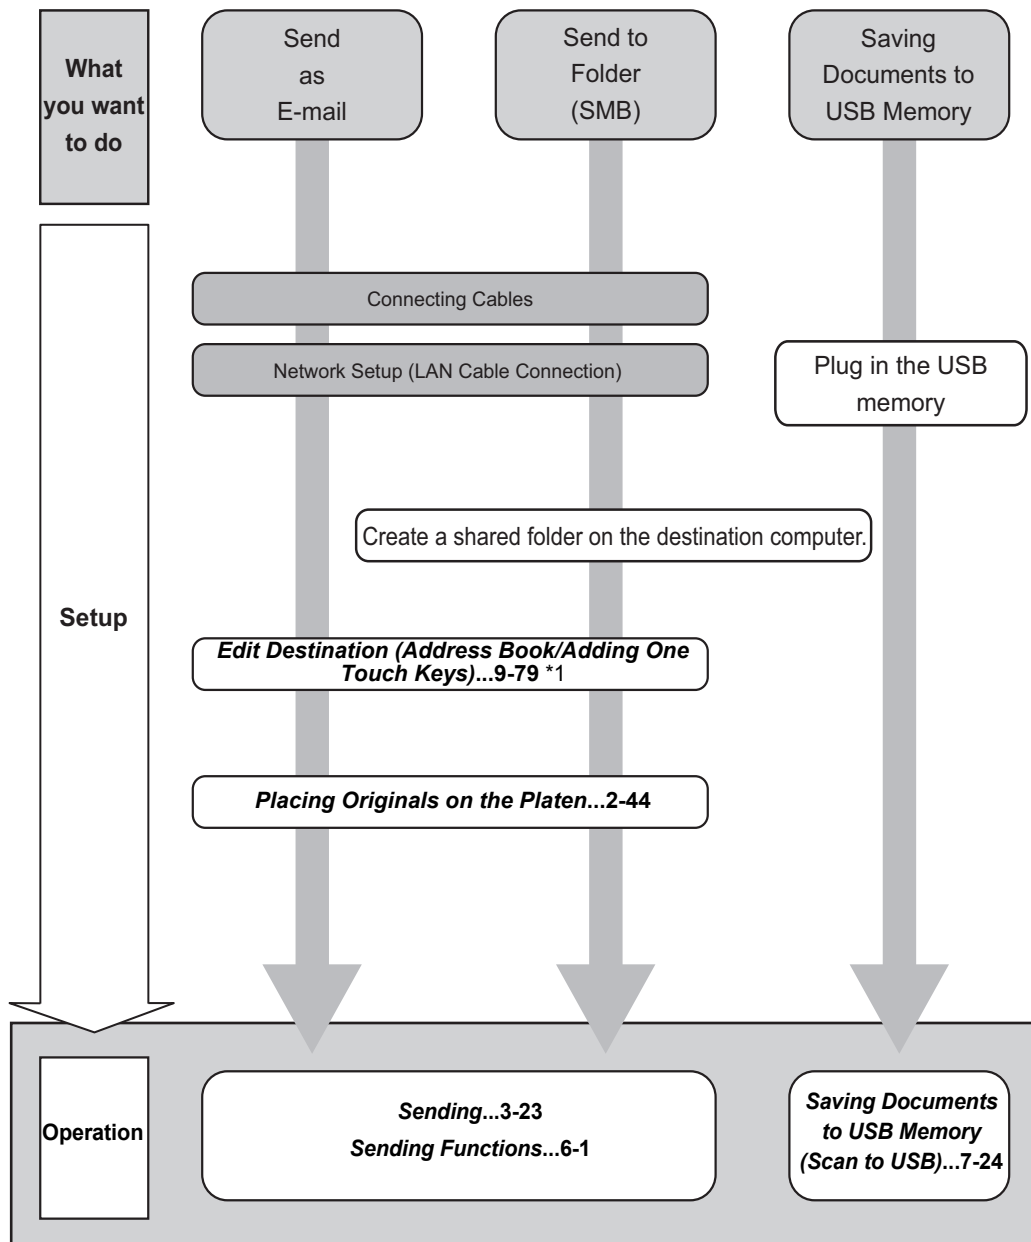 What
you want
to do
Send
as
E-mail
Send to
Folder
(SMB)
Saving
Documents to
USB Memory
Connecting Cables
Network Setup (LAN Cable Connection)
Plug in the USB
memory
Create a shared folder on the destination computer.
Setup
Edit Destination (Address Book/Adding One
Touch Keys)...9-79 *1
Placing Originals on the Platen...2-44
Operation
Sending...3-23
Sending Functions...6-1
Saving Documents
to USB Memory
(Scan to USB)...7-24